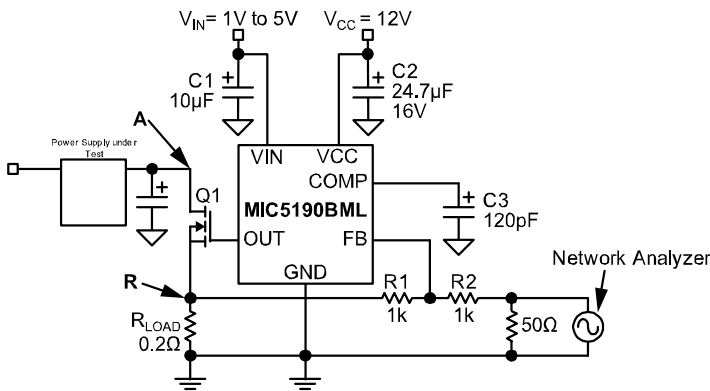 V_IN= 1V to 5V
V_CC = 12V
C1
10µF
C2
24.7µF
16V
A
Power Supply under
Test
VIN
VCC
COMP
Q1
MIC5190BML
C3
120pF
OUT
FB
Network Analyzer
GND
R
R1
1k
R2
1k
R_LOAD
0.2Ω
50Ω